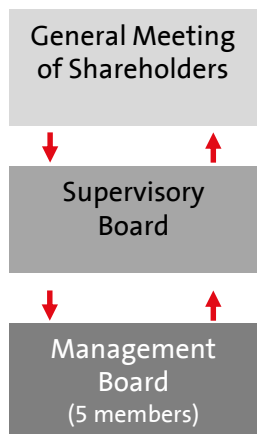 General Meeting
of Shareholders
Supervisory
Board
Management
Board
(5 members)